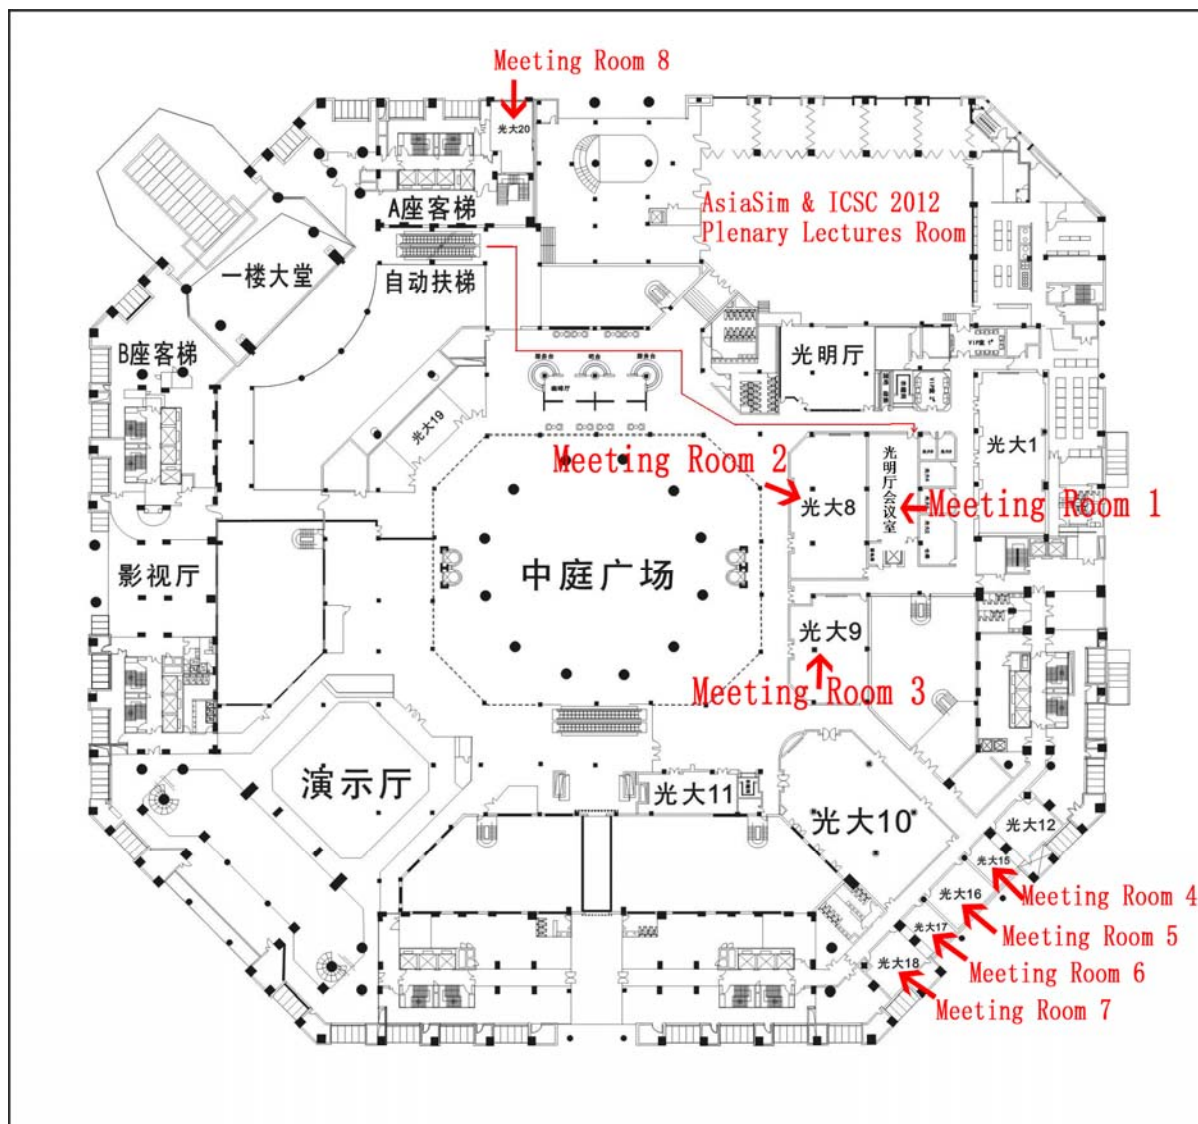 Meeting Room 8
光大20
A座客梯
AsiaSim & ICSC 2012
Plenary Lectures Room
一楼大堂
自动扶梯
B座客梯
光明厅
光大19
光大1
Meeting Room 2
光大8
光明厅会议室
Meeting Room 1
影视厅
中庭广场
光大9
Meeting Room 3
演示厅
光大11
光大10
光大12
光大15
Meeting Room 4
光大16
Meeting Room 5
光大17
Meeting Room 6
光大18
Meeting Room 7